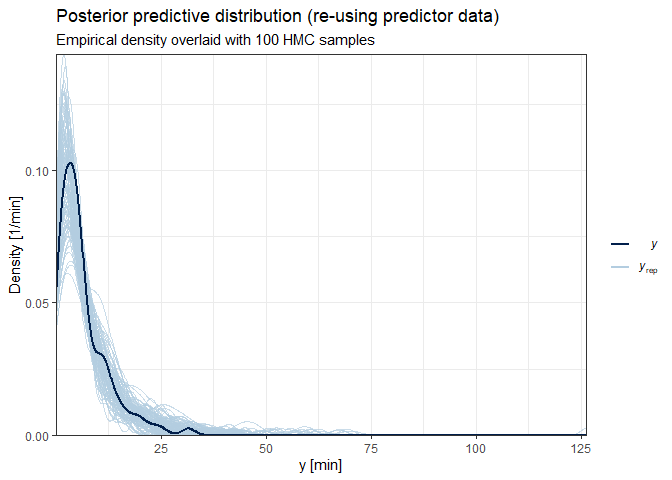 Posterior predictive distribution (re-using predictor data)
Empirical density overlaid with 100 HMC samples
Density [1/min]
0.10
0.05
0.00
25
50
75
100
125
y [min]
y
y rep